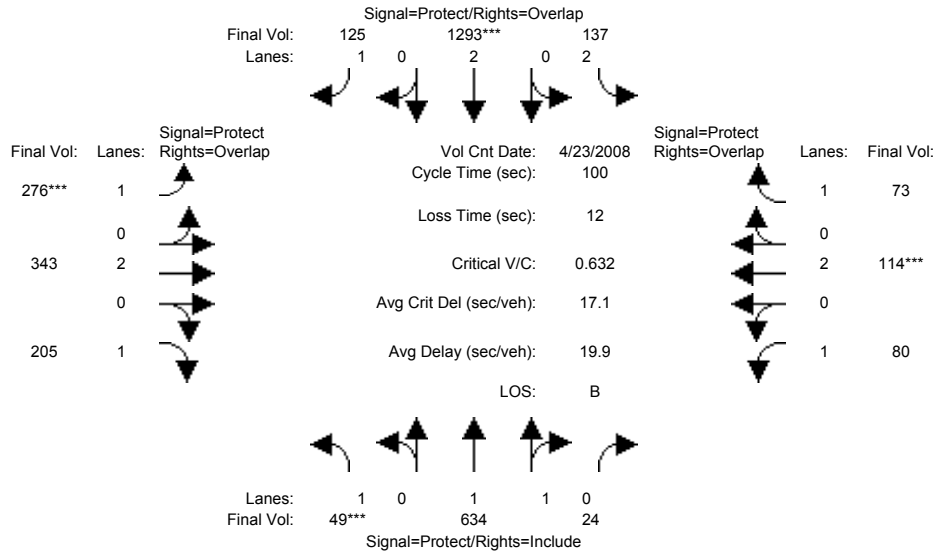 Signal=Protect/Rights=Overlap
Final Vol: 125 1293*** 137
Lanes: 1 0 2 0 2
Signal=Protect
Final Vol: Lanes: Rights=Overlap
Vol Cnt Date: 4/23/2008
Signal=Protect
Rights=Overlap Lanes: Final Vol:
Cycle Time (sec): 100
276*** 1
1 73
Loss Time (sec): 12
0
0
343 2
Critical V/C: 0.632
2 114***
0
Avg Crit Del (sec/veh): 17.1
0
205 1
Avg Delay (sec/veh): 19.9
1 80
LOS: B
Lanes: 1 0 1 1 0
Final Vol: 49*** 634 24
Signal=Protect/Rights=Include